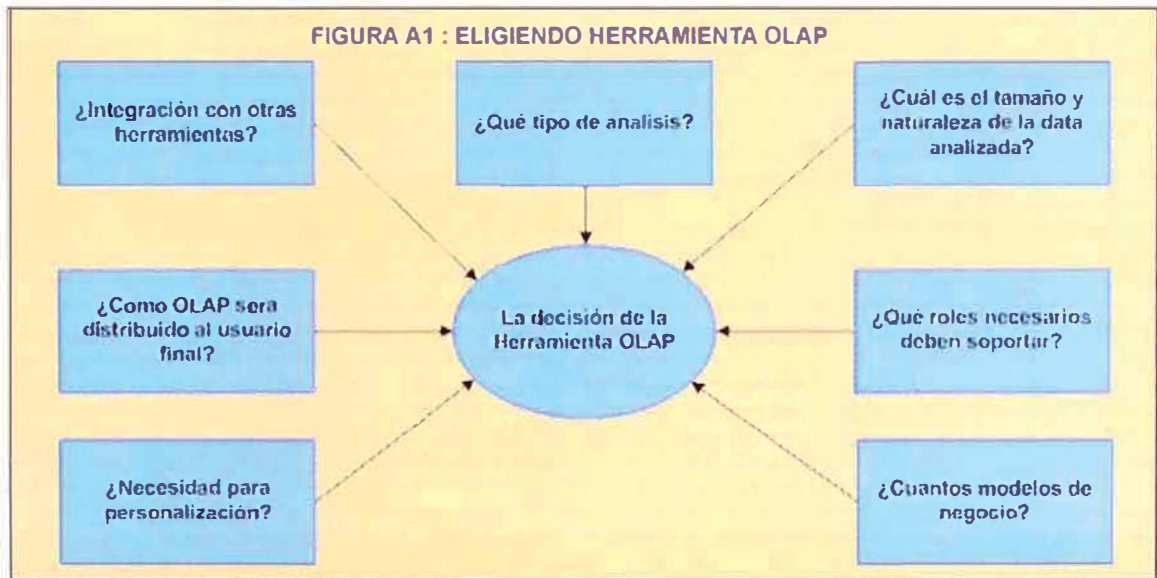 FIGURA A1 : ELIGIENDO HERRAMIENTA OLAP
¿Integración con otras
herramientas?
¿Qué tipo de analisis?
¿Cuál es el tamaño y
naturaleza de la data
analizada?
¿Como OLAP sera
distribuido al usuario
final?
La decisión de la
Herramienta OLAP
¿Qué roles necesarios
deben soportar?
¿Necesidad para
personalización?
¿Cuantos modelos de
negocio?